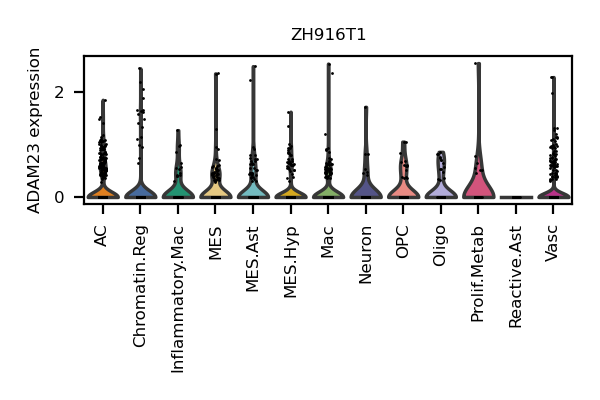 ZH916T1
ADAM23 expression
2
0
AC
Chromatin.Reg
Inflammatory.Mac
MES
MES.Ast
MES.Hyp
Mac
Neuron
OPC
Oligo
Prolif.Metab
Reactive.Ast
Vasc